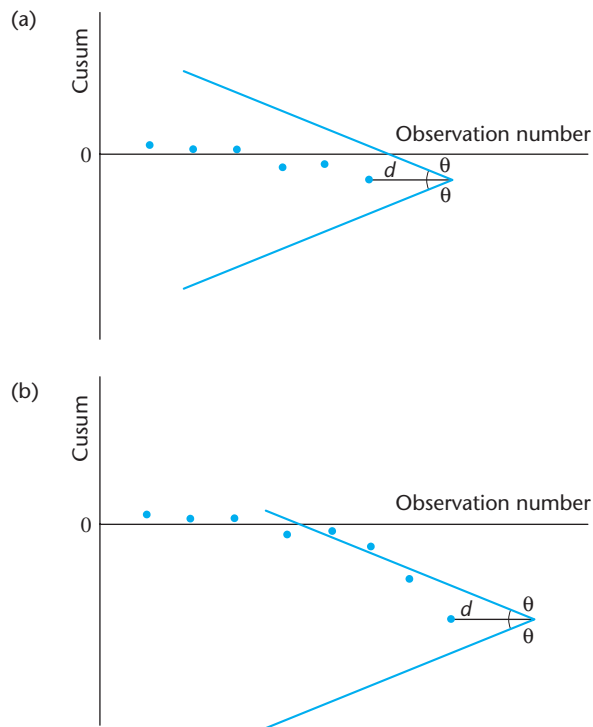 (a)
Cusum
Observation number
0
d
θ
θ
(b)
Cusum
Observation number
0
d
θ
θ